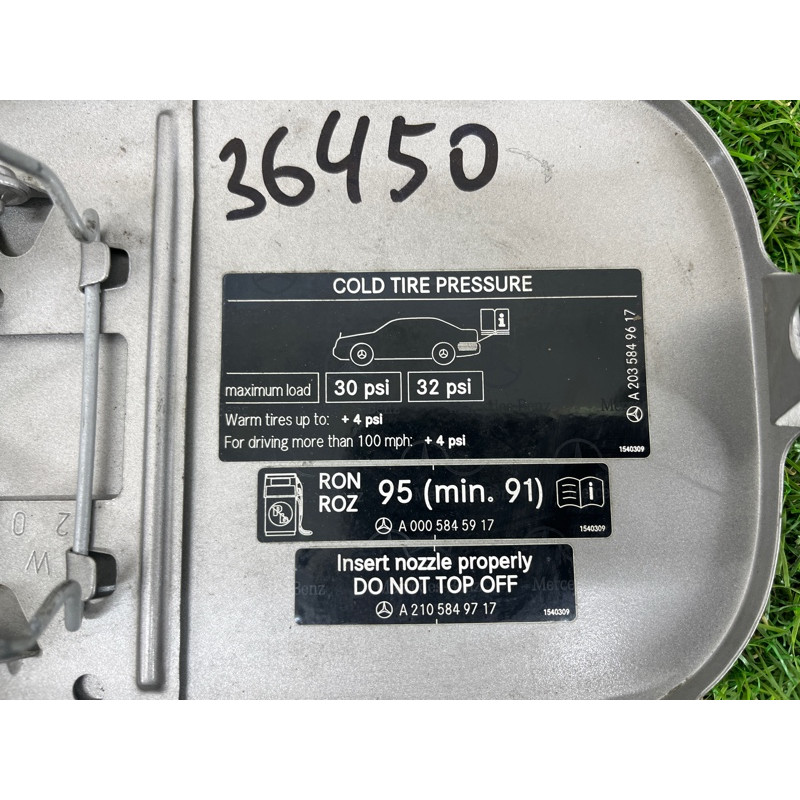 36450
COLD TIRE PRESSURE
i
maximum load 30 psi 32 psi
Warm tires up to: + 4 psi
For driving more than 100 mph: + 4 psi
A 203 584 96 17
1540309
RON
ROZ 95 (min. 91) i
A 000 584 59 17
1540309
Insert nozzle properly
DO NOT TOP OFF
A 210 584 97 17
1540309
W 20